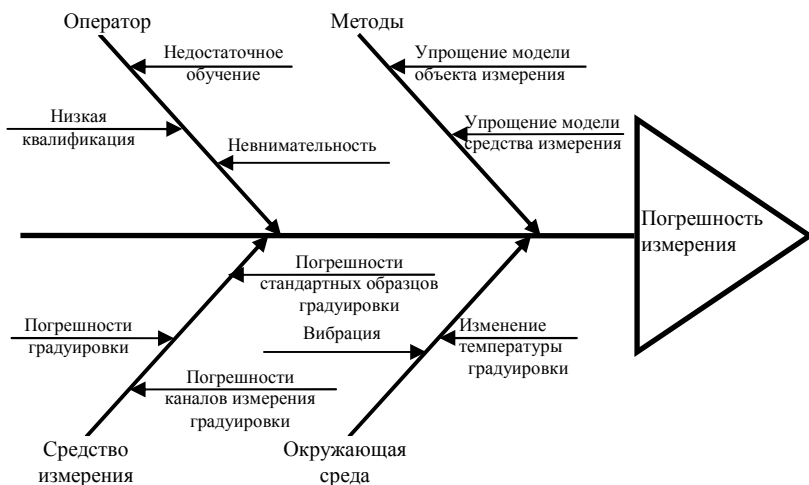 Оператор
Методы
Недостаточное
обучение
Упрощение модели
объекта измерения
Низкая
квалификация
Упрощение модели
средства измерения
Невнимательность
Погрешность
измерения
Погрешности
стандартных образцов
градуировки
Погрешности
градуировки
Вибрация
Изменение
температуры
градуировки
Погрешности
каналов измерения
градуировки
Средство
измерения
Окружающая
среда